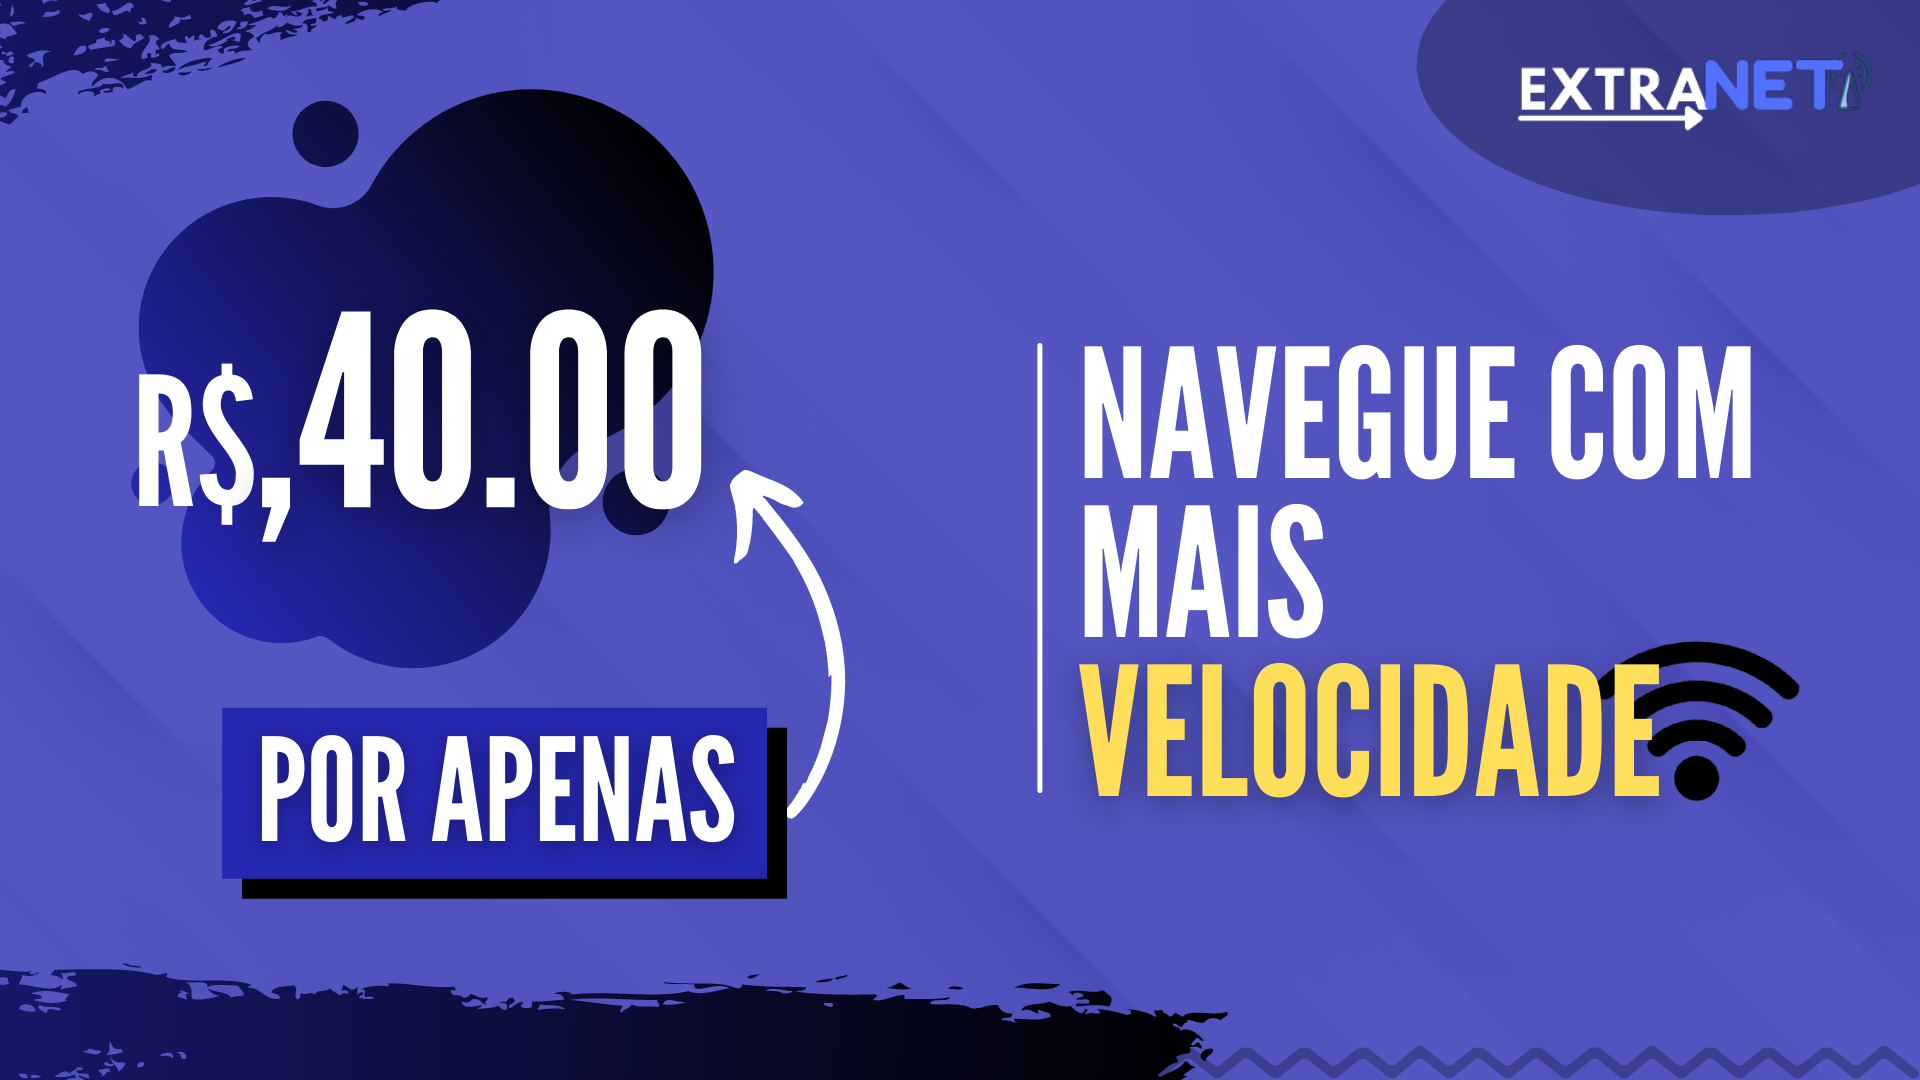 EXTRANET
R$,40.00
POR APENAS
NAVEGUE COM
MAIS
VELOCIDADE